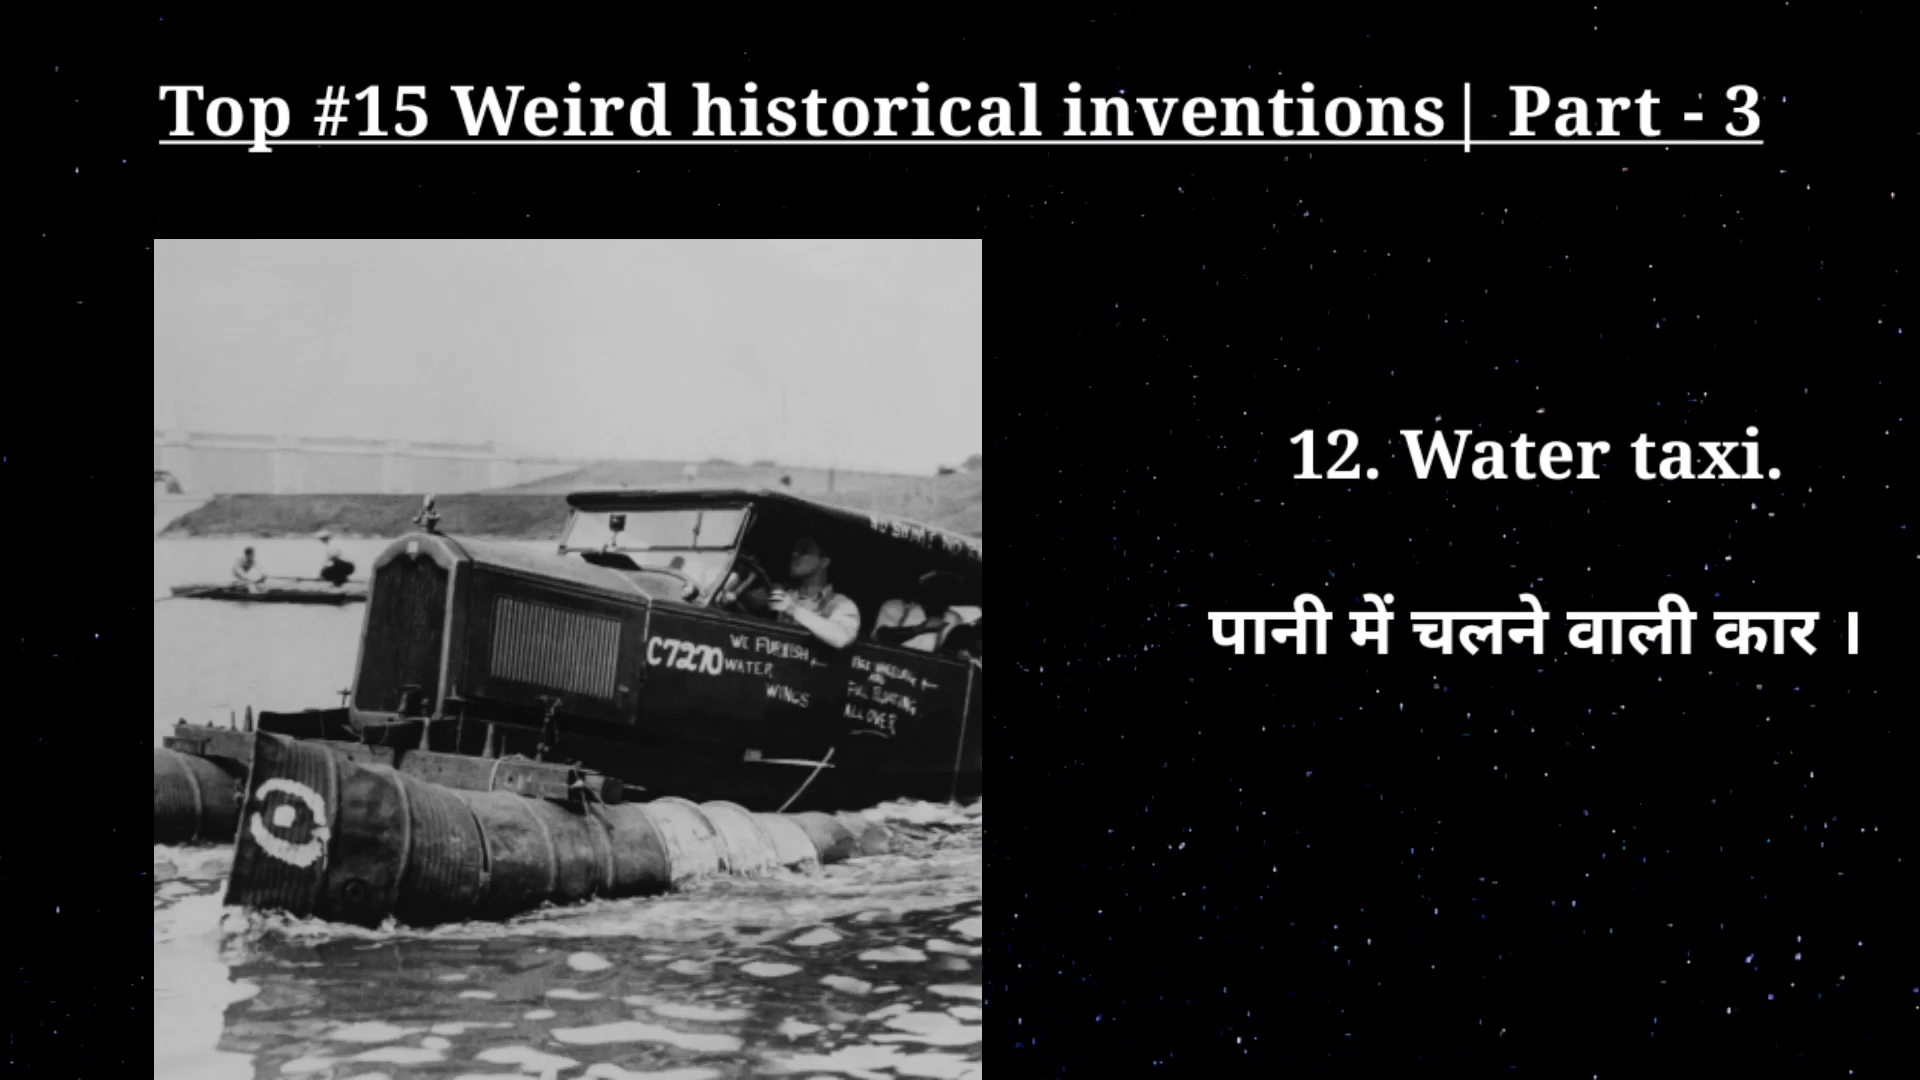 Top #15 Weird historical inventions| Part - 3
12. Water taxi.
पानी में चलने वाली कार ।
C7270
WE FURNISH
WATER
WINGS
AND
FULL FLOATING
ALL OVER